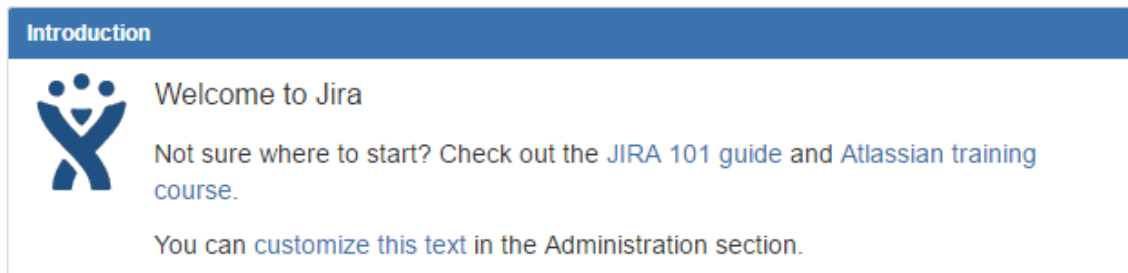 Introduction
Welcome to Jira
Not sure where to start? Check out the JIRA 101 guide and Atlassian training
course.
You can customize this text in the Administration section.